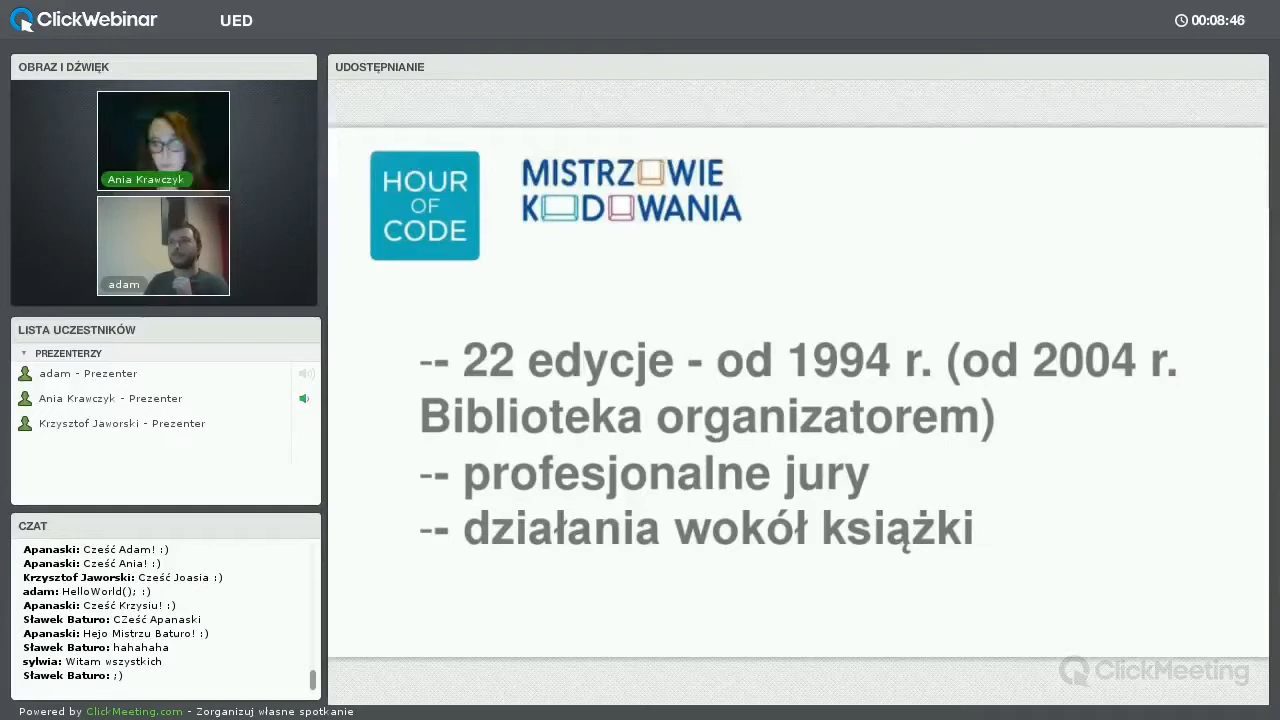 ClickWebinar
UED
00:08:46
OBRAZ I DŹWIĘK
Ania Krawczyk
adam
LISTA UCZESTNIKÓW
PREZENTERZY
adam - Prezenter
Ania Krawczyk - Prezenter
Krzysztof Jaworski - Prezenter
CZAT
Apanaski: Cześć Adam! :)
Apanaski: Cześć Ania! :)
Krzysztof Jaworski: Cześć Joasia :)
adam: HelloWorld(); :)
Apanaski: Cześć Krzysiu! :)
Sławek Baturo: CZeść Apanaski
Apanaski: Hejo Mistrzu Baturo! :)
Sławek Baturo: hahahaha
sylwia: Witam wszystkich
Sławek Baturo: ;)
UDOSTĘPNIANIE
HOUR
OF
CODE
MISTRZOWIE
KODOWANIA
-- 22 edycje - od 1994 r. (od 2004 r.
Biblioteka organizatorem)
-- profesjonalne jury
-- działania wokół książki
ClickMeeting
Powered by ClickMeeting.com - Zorganizuj własne spotkanie